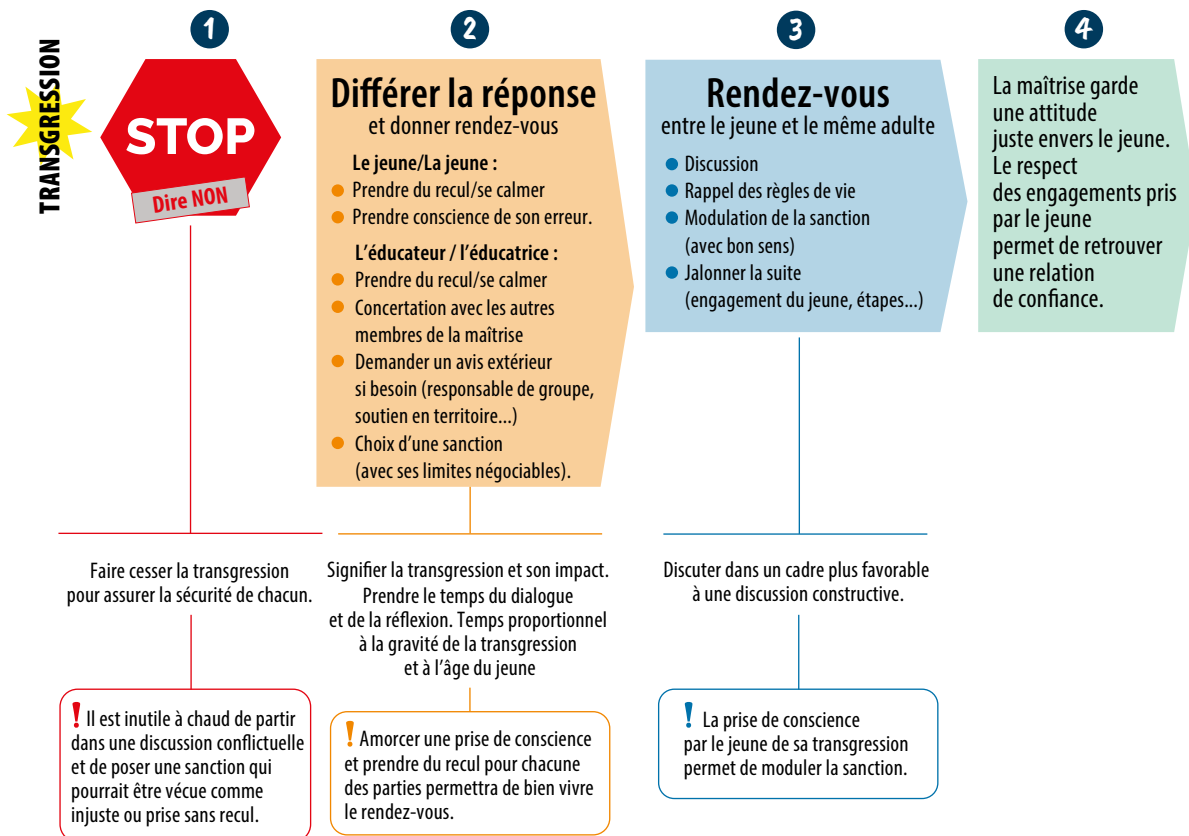 TRANSGRESSION
1
STOP
Dire NON
Faire cesser la transgression
pour assurer la sécurité de chacun.
! Il est inutile à chaud de partir
dans une discussion conflictuelle
et de poser une sanction qui
pourrait être vécue comme
injuste ou prise sans recul.
2
Différer la réponse
et donner rendez-vous
Le jeune/La jeune :
● Prendre du recul/se calmer
● Prendre conscience de son erreur.
L'éducateur / l'éducatrice :
● Prendre du recul/se calmer
● Concertation avec les autres
membres de la maîtrise
● Demander un avis extérieur
si besoin (responsable de groupe,
soutien en territoire...)
● Choix d'une sanction
(avec ses limites négociables).
Signifier la transgression et son impact.
Prendre le temps du dialogue
et de la réflexion. Temps proportionnel
à la gravité de la transgression
et à l'âge du jeune
! Amorcer une prise de conscience
et prendre du recul pour chacune
des parties permettra de bien vivre
le rendez-vous.
3
Rendez-vous
entre le jeune et le même adulte
● Discussion
● Rappel des règles de vie
● Modulation de la sanction
(avec bon sens)
● Jalonner la suite
(engagement du jeune, étapes...)
Discuter dans un cadre plus favorable
à une discussion constructive.
! La prise de conscience
par le jeune de sa transgression
permet de moduler la sanction.
4
La maîtrise garde
une attitude
juste envers le jeune.
Le respect
des engagements pris
par le jeune
permet de retrouver
une relation
de confiance.